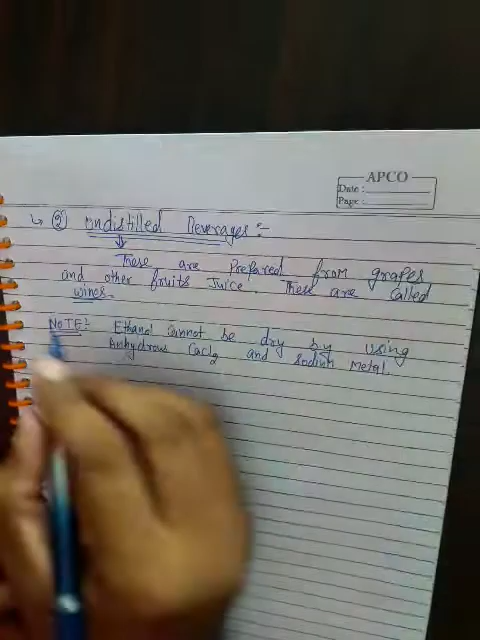 APCO
Date :
Page :
↳ ② Undistilled Beverages :-
These are Prepared from grapes
and other fruits Juice. These are Called
wines.
NOTE:- Ethanol Cannot be dry by using
Anhydrous CaCl₂ and Sodium Metal.